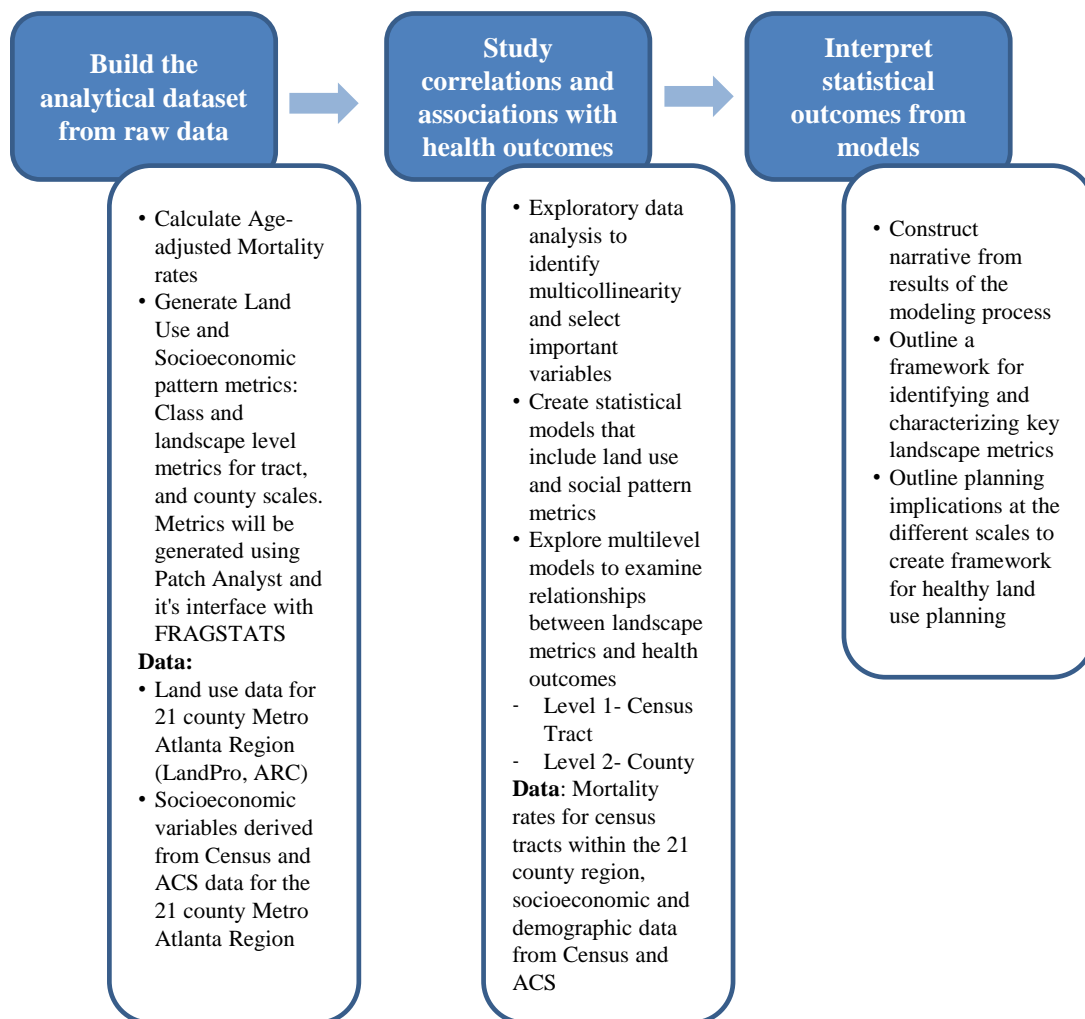 Build the
analytical dataset
from raw data
• Calculate Age-
adjusted Mortality
rates
• Generate Land
Use and
Socioeconomic
pattern metrics:
Class and
landscape level
metrics for tract,
and county scales.
Metrics will be
generated using
Patch Analyst and
it's interface with
FRAGSTATS
Data:
• Land use data for
21 county Metro
Atlanta Region
(LandPro, ARC)
• Socioeconomic
variables derived
from Census and
ACS data for the
21 county Metro
Atlanta Region
Study
correlations and
associations with
health outcomes
• Exploratory data
analysis to
identify
multicollinearity
and select
important
variables
• Create statistical
models that
include land use
and social pattern
metrics
• Explore multilevel
models to examine
relationships
between landscape
metrics and health
outcomes
- Level 1- Census
Tract
- Level 2- County
Data: Mortality
rates for census
tracts within the 21
county region,
socioeconomic and
demographic data
from Census and
ACS
Interpret
statistical
outcomes from
models
• Construct
narrative from
results of the
modeling process
• Outline a
framework for
identifying and
characterizing key
landscape metrics
• Outline planning
implications at the
different scales to
create framework
for healthy land
use planning